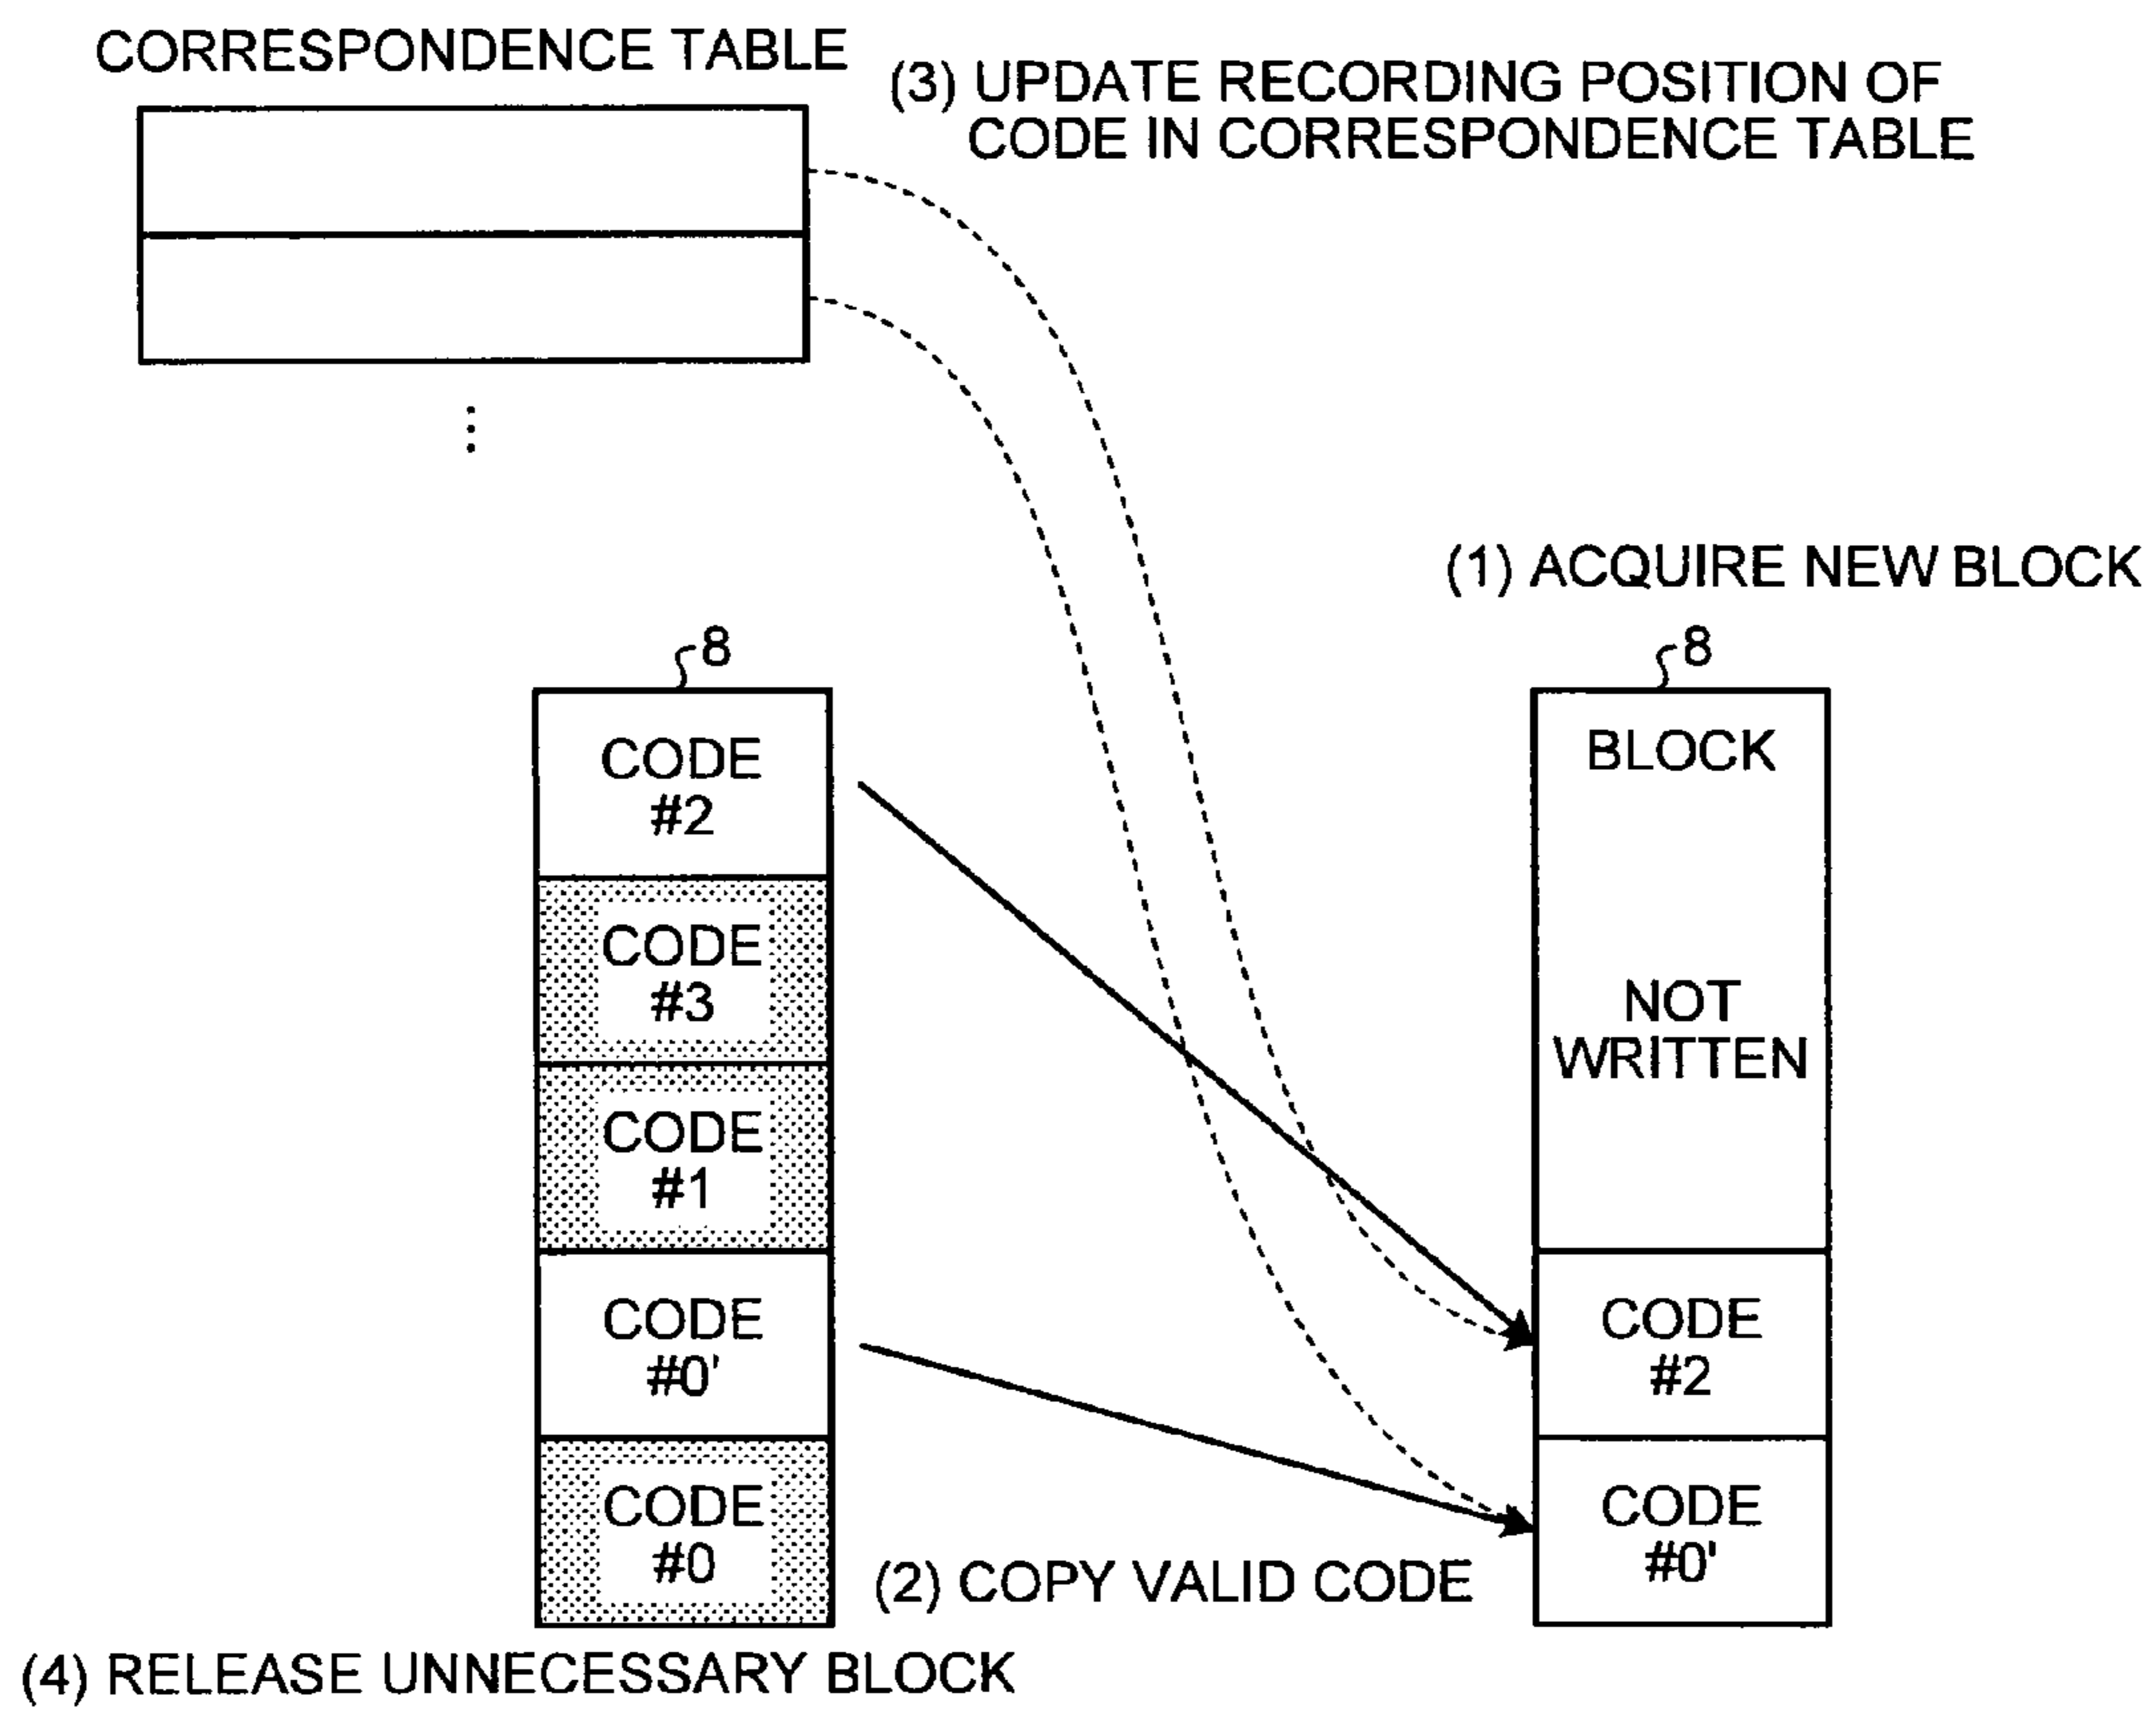 CORRESPONDENCE TABLE
(3) UPDATE RECORDING POSITION OF
CODE IN CORRESPONDENCE TABLE
(1) ACQUIRE NEW BLOCK
8
CODE
#2
CODE
#3
CODE
#1
CODE
#0'
CODE
#0
8
BLOCK
NOT
WRITTEN
CODE
#2
CODE
#0'
(2) COPY VALID CODE
(4) RELEASE UNNECESSARY BLOCK